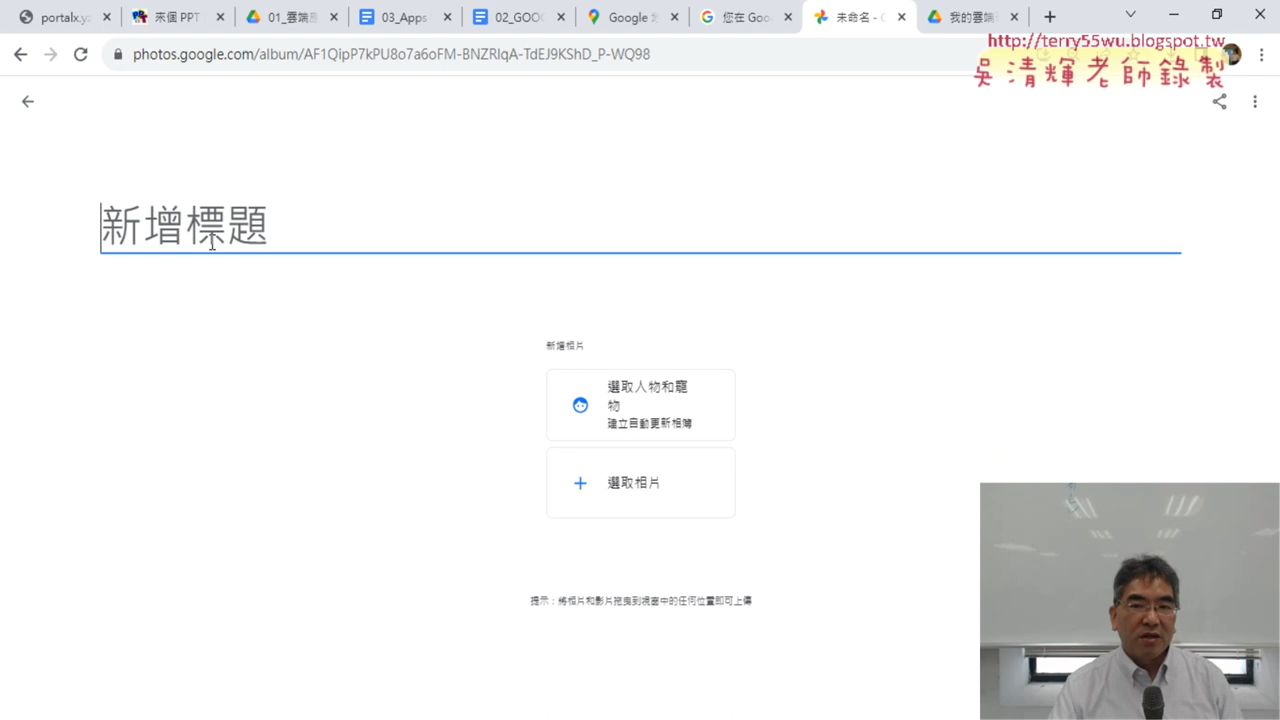 portalx.y
來個 PPT
01_雲端
03_Apps
02_GOO
Google
您在 Goo
未命名 -
我的雲端
photos.google.com/album/AF1QipP7kPU8o7a6oFM-BNZRlqA-TdEJ9KShD_P-WQ98
http://terry55wu.blogspot.tw
吳清輝老師錄製
新增標題
新增相片
選取人物和寵
物
建立自動更新相簿
選取相片
提示：將相片和影片拖曳到視窗中的任何位置即可上傳